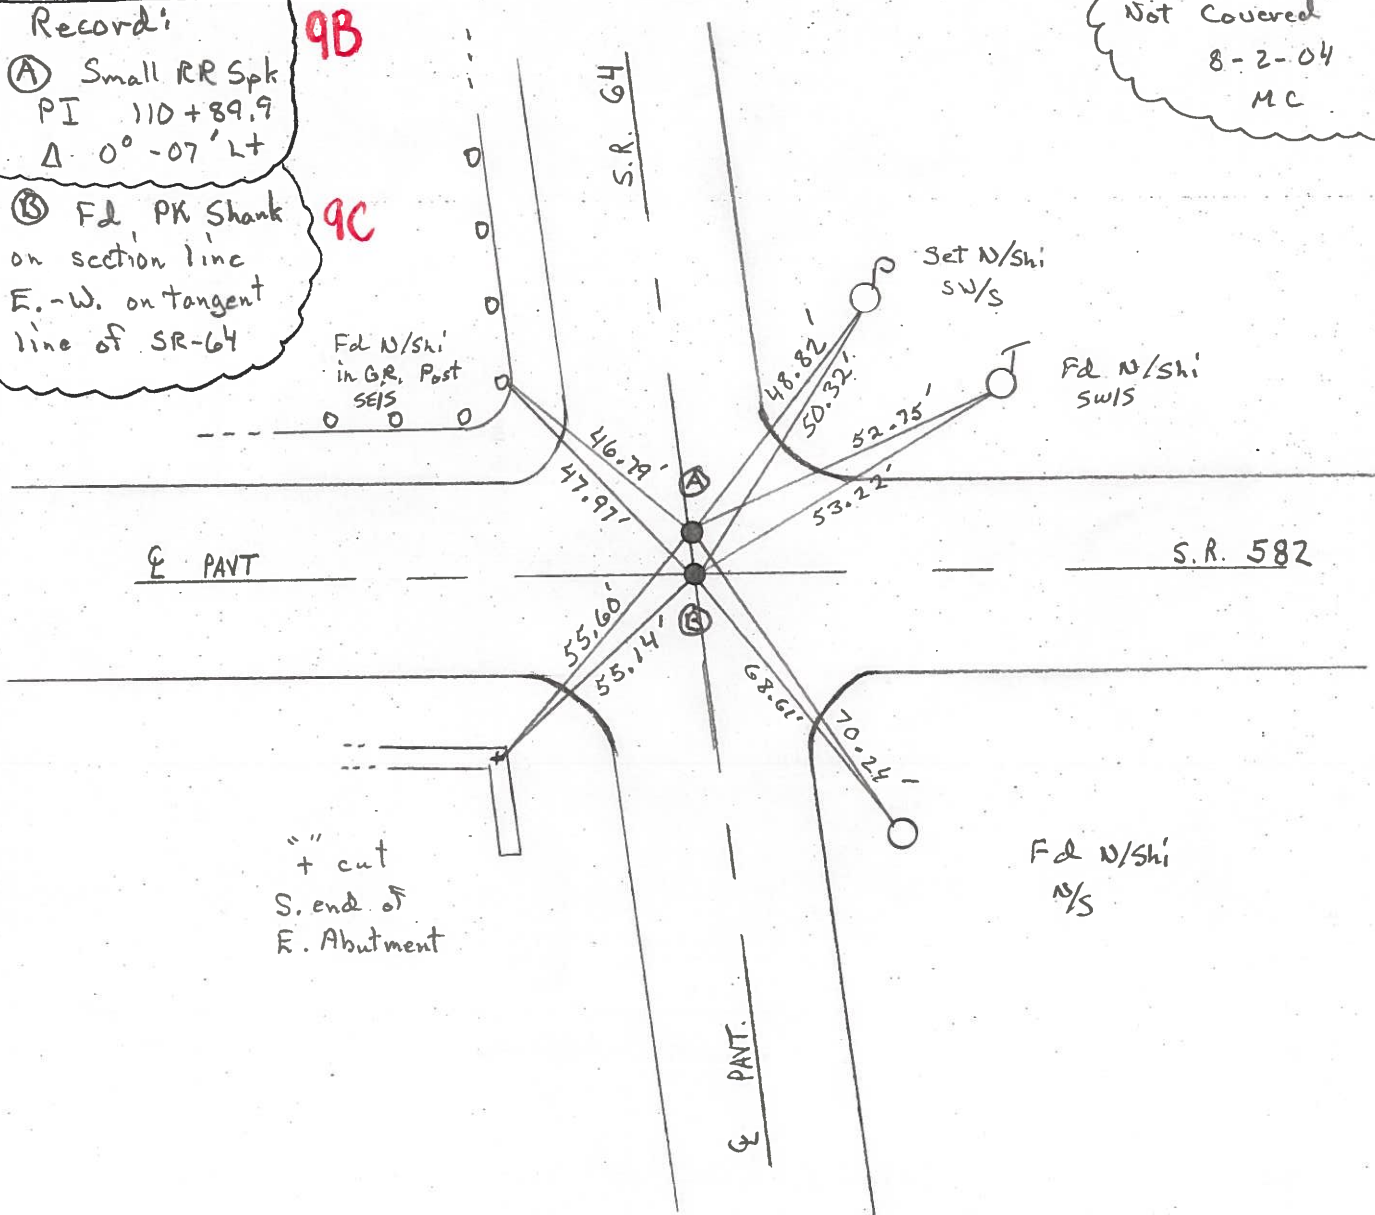 Record:
(A) Small RR Spk
PI 110+89.9
Δ 0°-07' Lt
9B
(B) Fd PK Shank
on section line
E.-W. on tangent
line of SR-64
9C
Not Covered
8-2-04
MC
S.R. 64
Set N/Shi
SW/S
Fd N/Shi
SW/S
Fd N/Shi
in G.R. Post
SE/S
48.82'
50.32'
52.75'
53.22'
46.79'
47.97'
A
℄ PAVT
S.R. 582
B
55.60'
55.14'
68.61'
70.24'
"+" cut
S. end of
E. Abutment
Fd N/Shi
N/S
℄ PAVT.